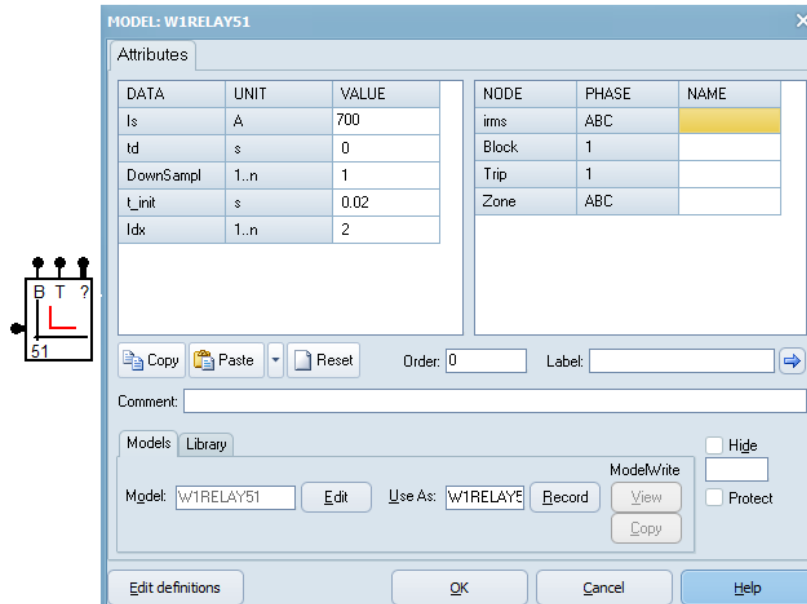 MODEL: W1RELAY51
Attributes
DATA UNIT VALUE
Is A 700
td s 0
DownSampl 1..n 1
t_init s 0.02
Idx 1..n 2
NODE PHASE NAME
irms ABC
Block 1
Trip 1
Zone ABC
B T ?
51
Copy Paste Reset Order: 0 Label:
Comment:
Models Library
Hide
ModelWrite
Model: W1RELAY51 Edit Use As: W1RELAY5 Record View Protect
Copy
Edit definitions OK Cancel Help